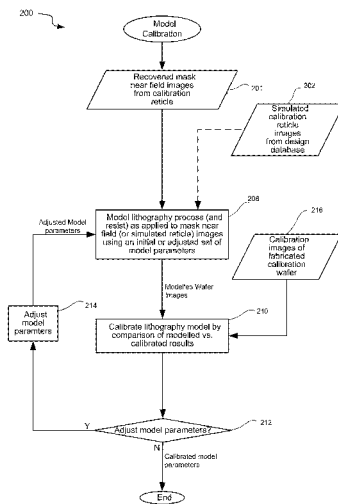 200
Model
Calibration
Recovered mask
near field images
from calibration
reticle
201
302
Simulated
calibration
reticle
images
from design
database
208
Adjusted Model
parameters
Model lithography process (and
resist) as applied to mask near
field (or simulated reticle) images
using an initial or adjusted set of
model parameters
216
Calibration
images of
fabricated
calibration
wafer
Images
214
Adjust
model
paramters
210
Calibrate lithography model by
comparison of modelled vs.
calibrated results
212
Y
Adjust model parameters?
N
Calibrated model
parameters
End